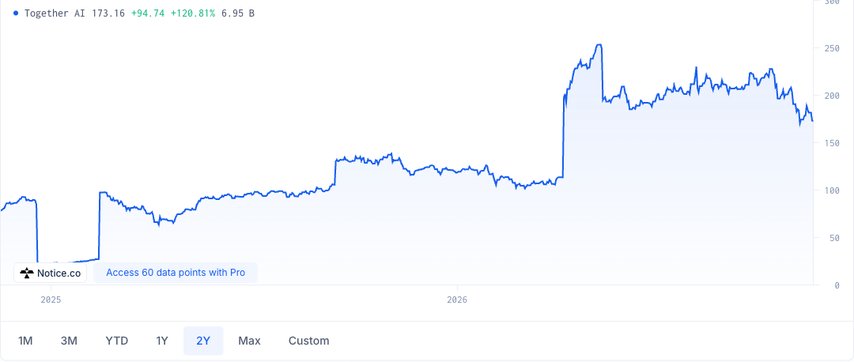 300
Together AI 173.16 +94.74 +120.81% 6.95 B
250
200
150
100
50
Notice.co Access 60 data points with Pro
0
2025 2026
1M 3M YTD 1Y 2Y Max Custom